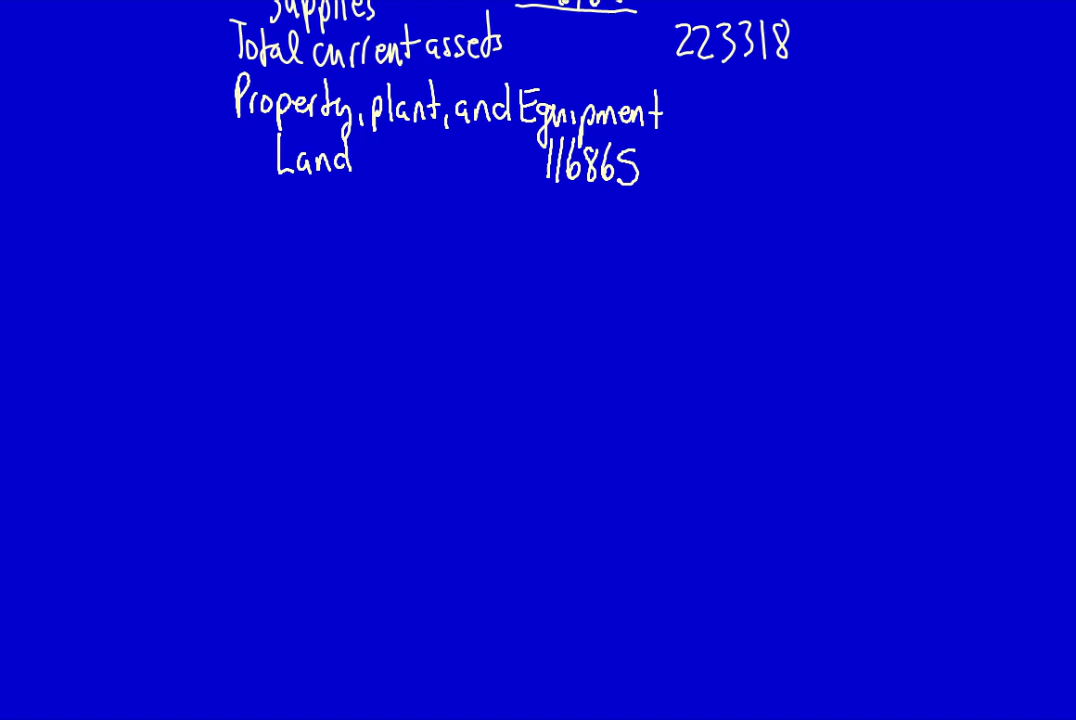 Supplies
Total current assets 223318
Property, plant, and Equipment
Land 116865